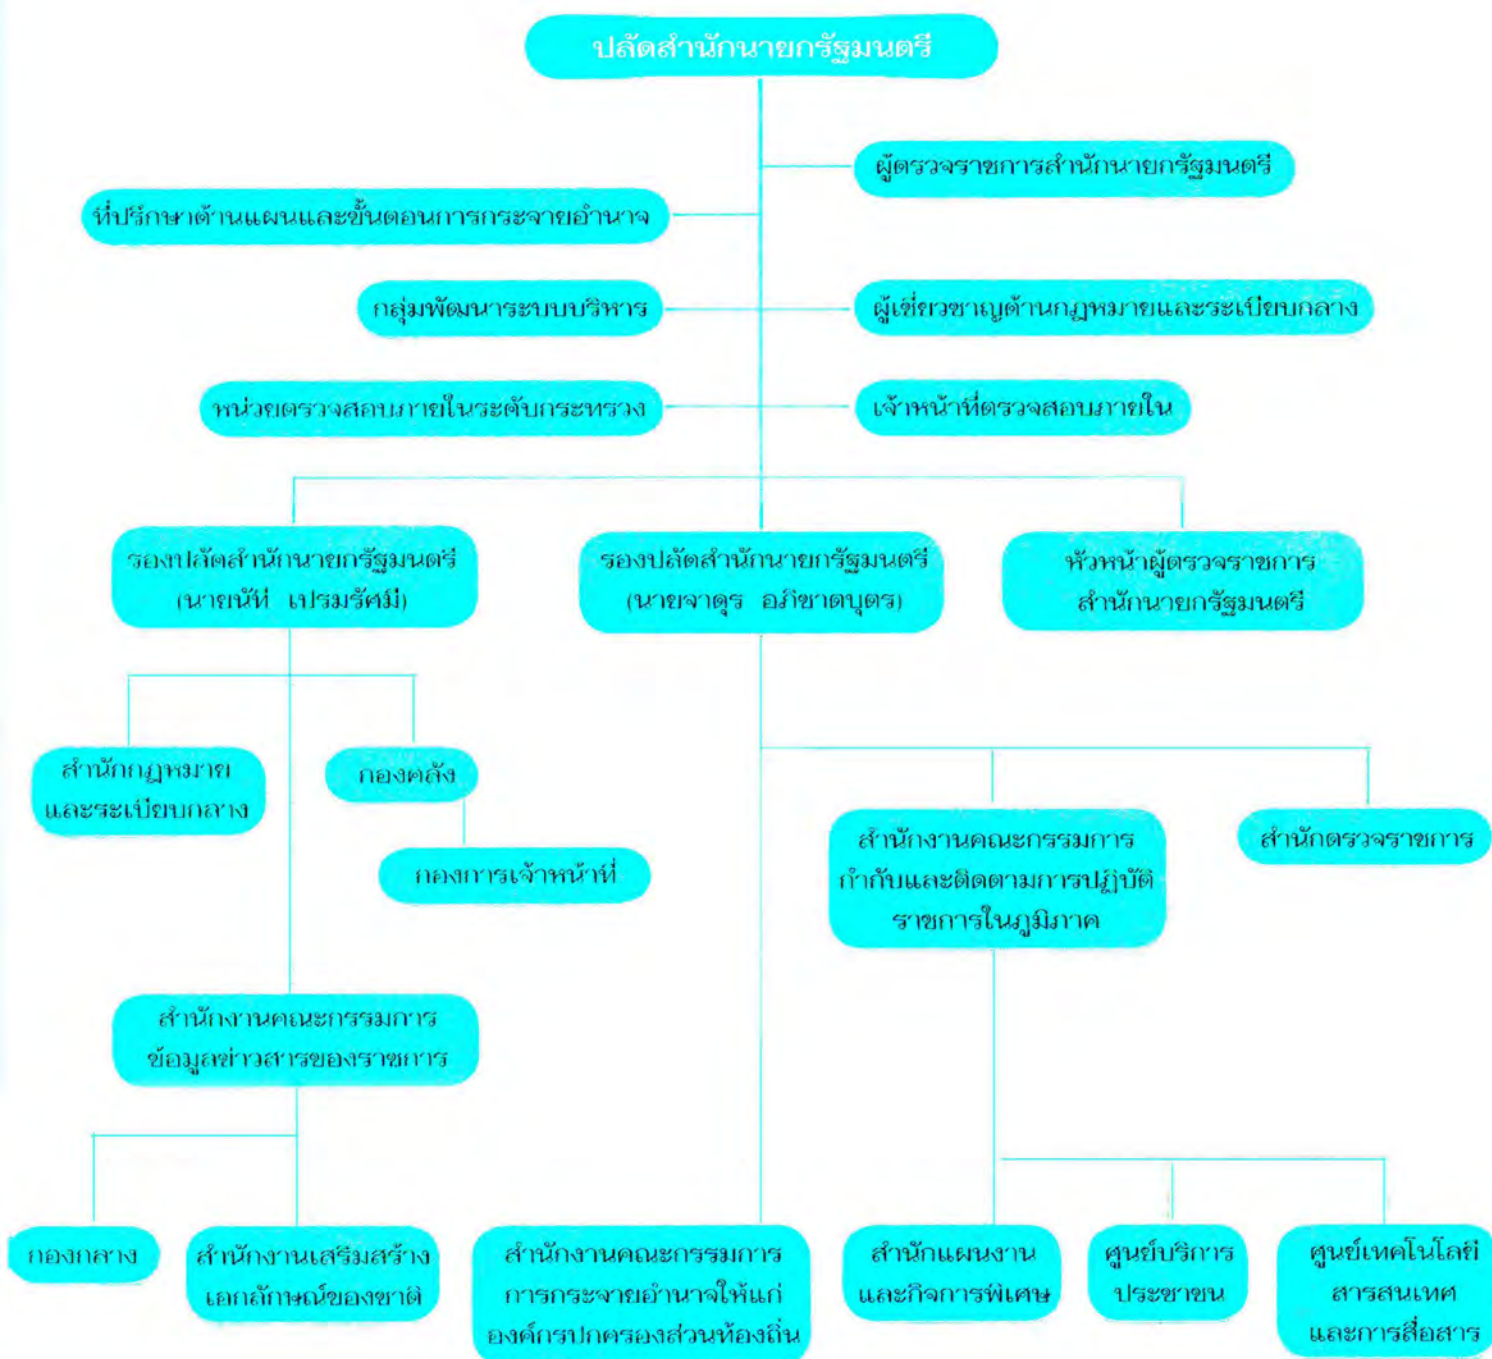 ปลัดสำนักนายกรัฐมนตรี
ผู้ตรวจราชการสำนักนายกรัฐมนตรี
ที่ปรึกษาด้านแผนและขั้นตอนการกระจายอำนาจ
กลุ่มพัฒนาระบบบริหาร
ผู้เชี่ยวชาญด้านกฎหมายและระเบียบกลาง
หน่วยตรวจสอบภายในระดับกระทรวง
เจ้าหน้าที่ตรวจสอบภายใน
รองปลัดสำนักนายกรัฐมนตรี
(นายนัที เปรมรัศมี)
รองปลัดสำนักนายกรัฐมนตรี
(นายจาดุร อภิชาตบุตร)
หัวหน้าผู้ตรวจราชการ
สำนักนายกรัฐมนตรี
สำนักกฎหมาย
และระเบียบกลาง
กองคลัง
กองการเจ้าหน้าที่
สำนักงานคณะกรรมการ
กำกับและติดตามการปฏิบัติ
ราชการในภูมิภาค
สำนักตรวจราชการ
สำนักงานคณะกรรมการ
ข้อมูลข่าวสารของราชการ
กองกลาง
สำนักงานเสริมสร้าง
เอกลักษณ์ของชาติ
สำนักงานคณะกรรมการ
การกระจายอำนาจให้แก่
องค์กรปกครองส่วนท้องถิ่น
สำนักแผนงาน
และกิจการพิเศษ
ศูนย์บริการ
ประชาชน
ศูนย์เทคโนโลยี
สารสนเทศ
และการสื่อสาร